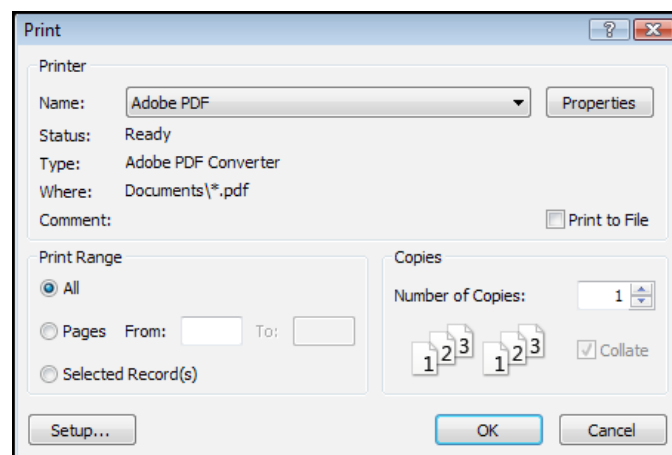 Print
Printer
Name: Adobe PDF Properties
Status: Ready
Type: Adobe PDF Converter
Where: Documents\*.pdf
Comment: Print to File
Print Range
All
Pages From: To:
Selected Record(s)
Copies
Number of Copies: 1
1 2 3 1 2 3 Collate
Setup... OK Cancel